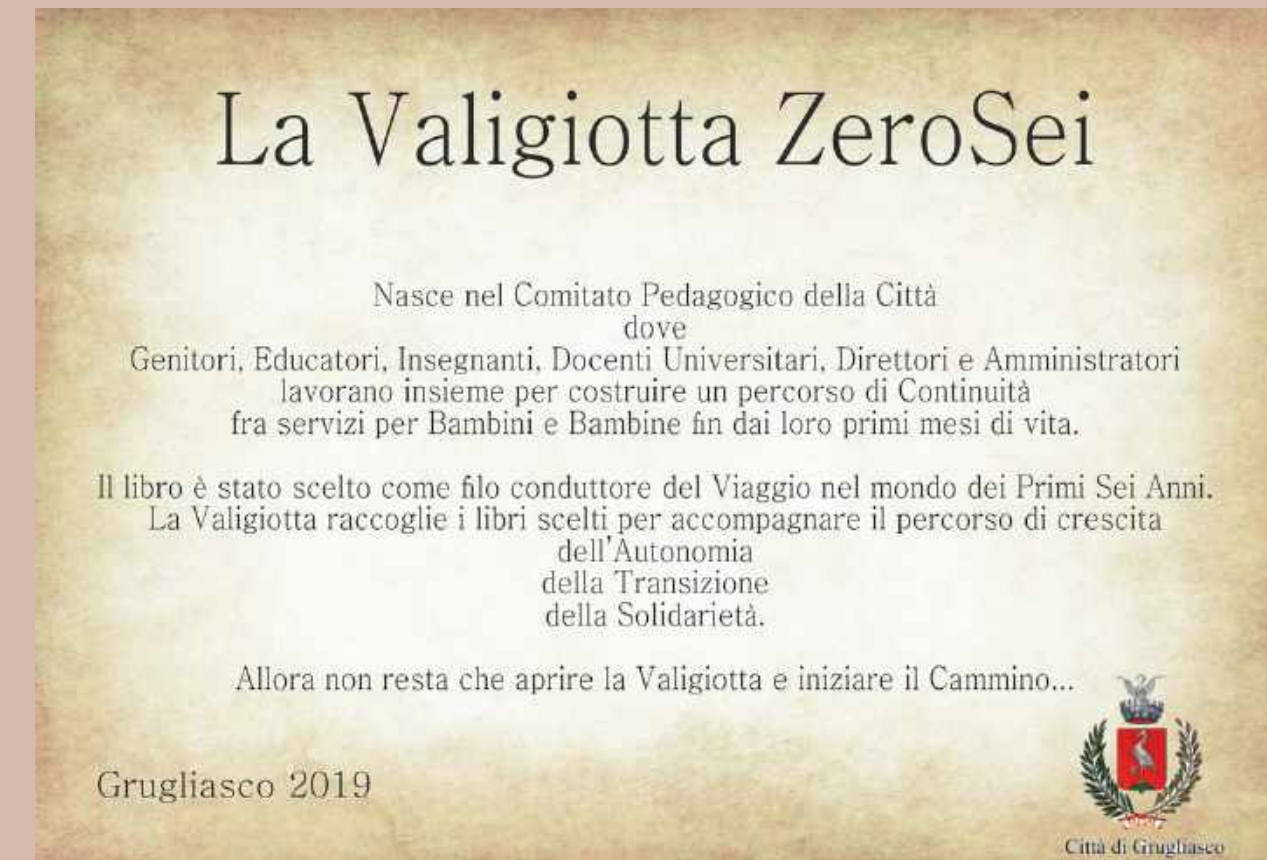 La Valigiotta ZeroSei
Nasce nel Comitato Pedagogico della Città
dove
Genitori, Educatori, Insegnanti, Docenti Universitari, Direttori e Amministratori
lavorano insieme per costruire un percorso di Continuità
fra servizi per Bambini e Bambine fin dai loro primi mesi di vita.
Il libro è stato scelto come filo conduttore del Viaggio nel mondo dei Primi Sei Anni.
La Valigiotta raccoglie i libri scelti per accompagnare il percorso di crescita
dell'Autonomia
della Transizione
della Solidarietà.
Allora non resta che aprire la Valigiotta e iniziare il Cammino...
Grugliasco 2019
Città di Grugliasco